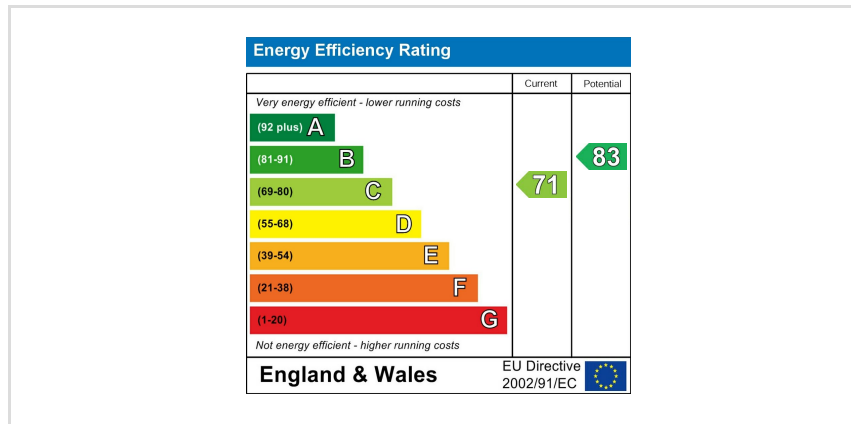 Energy Efficiency Rating
Current Potential
Very energy efficient - lower running costs
(92 plus) A
(81-91) B
83
(69-80) C
71
(55-68) D
(39-54) E
(21-38) F
(1-20) G
Not energy efficient - higher running costs
England & Wales
EU Directive
2002/91/EC